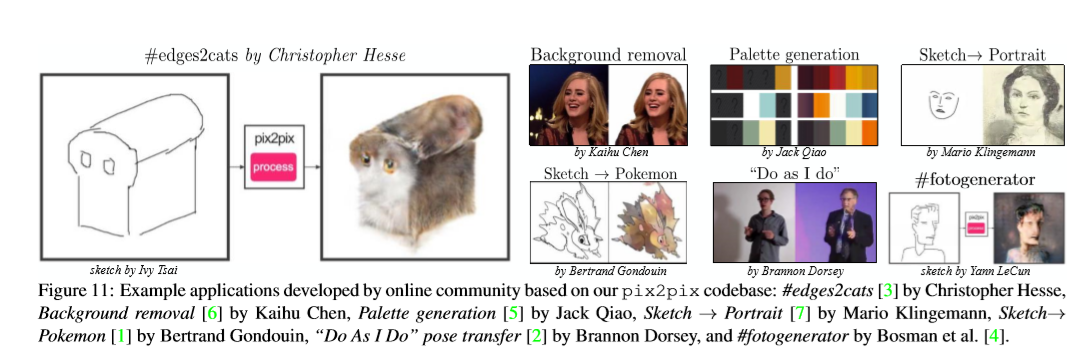 #edges2cats by Christopher Hesse
pix2pix
process
sketch by Ivy Tsai
Background removal
by Kaihu Chen
Palette generation
by Jack Qiao
Sketch→ Portrait
by Mario Klingemann
Sketch → Pokemon
by Bertrand Gondouin
“Do as I do”
by Brannon Dorsey
#fotogenerator
pix2pix
process
sketch by Yann LeCun
Figure 11: Example applications developed by online community based on our pix2pix codebase: #edges2cats [3] by Christopher Hesse,
Background removal [6] by Kaihu Chen, Palette generation [5] by Jack Qiao, Sketch → Portrait [7] by Mario Klingemann, Sketch→
Pokemon [1] by Bertrand Gondouin, “Do As I Do” pose transfer [2] by Brannon Dorsey, and #fotogenerator by Bosman et al. [4].